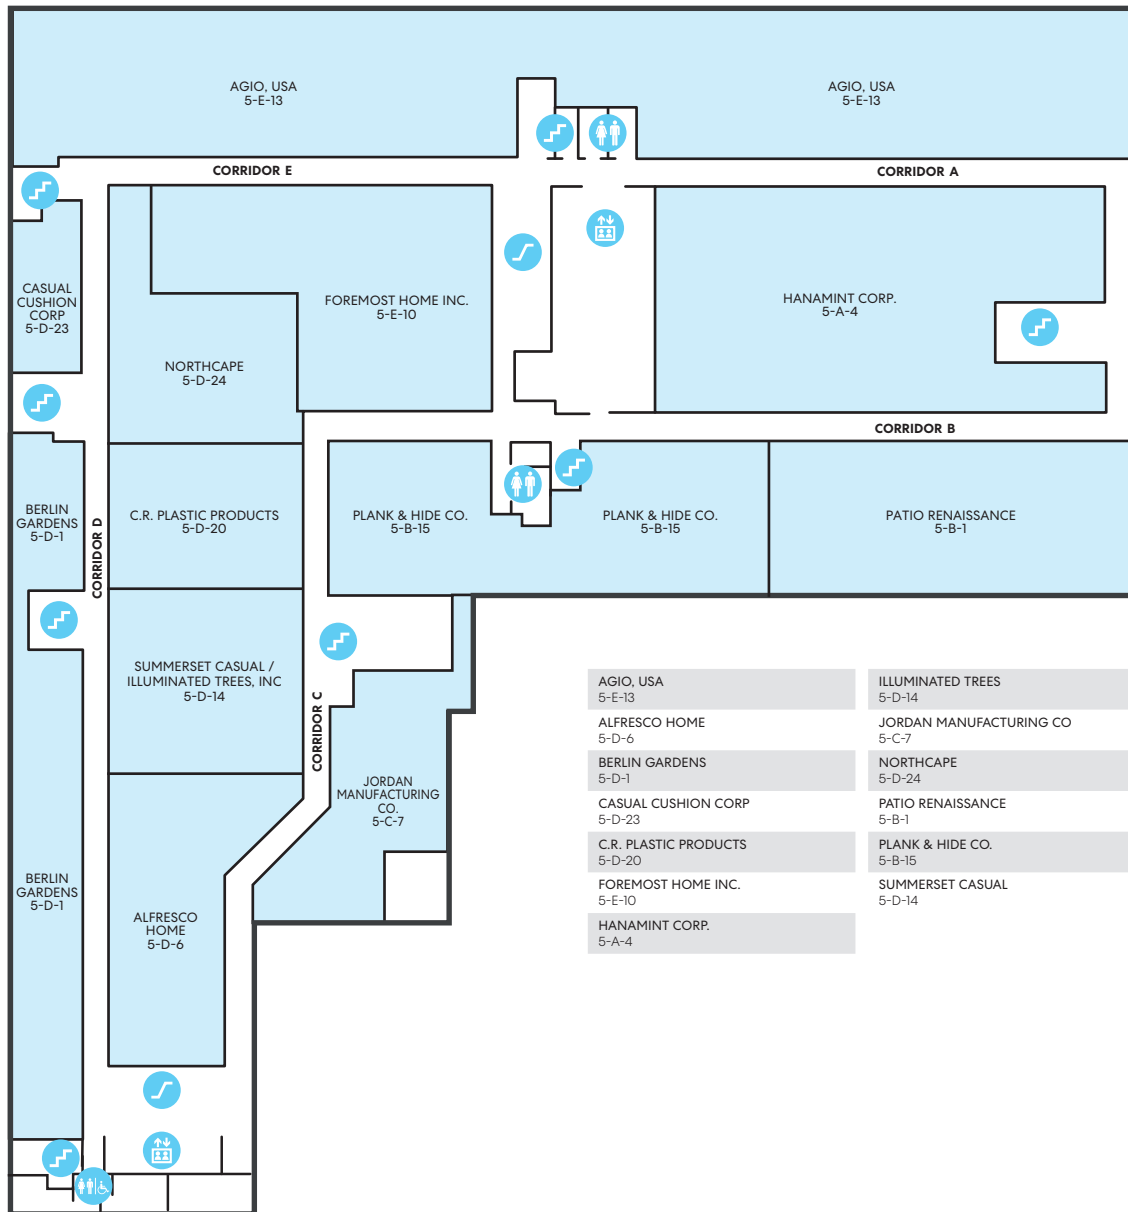 AGIO, USA
5-E-13
AGIO, USA
5-E-13
CORRIDOR E
CORRIDOR A
CASUAL
CUSHION
CORP
5-D-23
FOREMOST HOME INC.
5-E-10
HANAMINT CORP.
5-A-4
NORTHCAPE
5-D-24
CORRIDOR B
BERLIN
GARDENS
5-D-1
CORRIDOR D
C.R. PLASTIC PRODUCTS
5-D-20
PLANK & HIDE CO.
5-B-15
PLANK & HIDE CO.
5-B-15
PATIO RENAISSANCE
5-B-1
SUMMERSET CASUAL /
ILLUMINATED TREES, INC
5-D-14
CORRIDOR C
JORDAN
MANUFACTURING
CO.
5-C-7
BERLIN
GARDENS
5-D-1
ALFRESCO
HOME
5-D-6
AGIO, USA
5-E-13
ALFRESCO HOME
5-D-6
BERLIN GARDENS
5-D-1
CASUAL CUSHION CORP
5-D-23
C.R. PLASTIC PRODUCTS
5-D-20
FOREMOST HOME INC.
5-E-10
HANAMINT CORP.
5-A-4
ILLUMINATED TREES
5-D-14
JORDAN MANUFACTURING CO
5-C-7
NORTHCAPE
5-D-24
PATIO RENAISSANCE
5-B-1
PLANK & HIDE CO.
5-B-15
SUMMERSET CASUAL
5-D-14